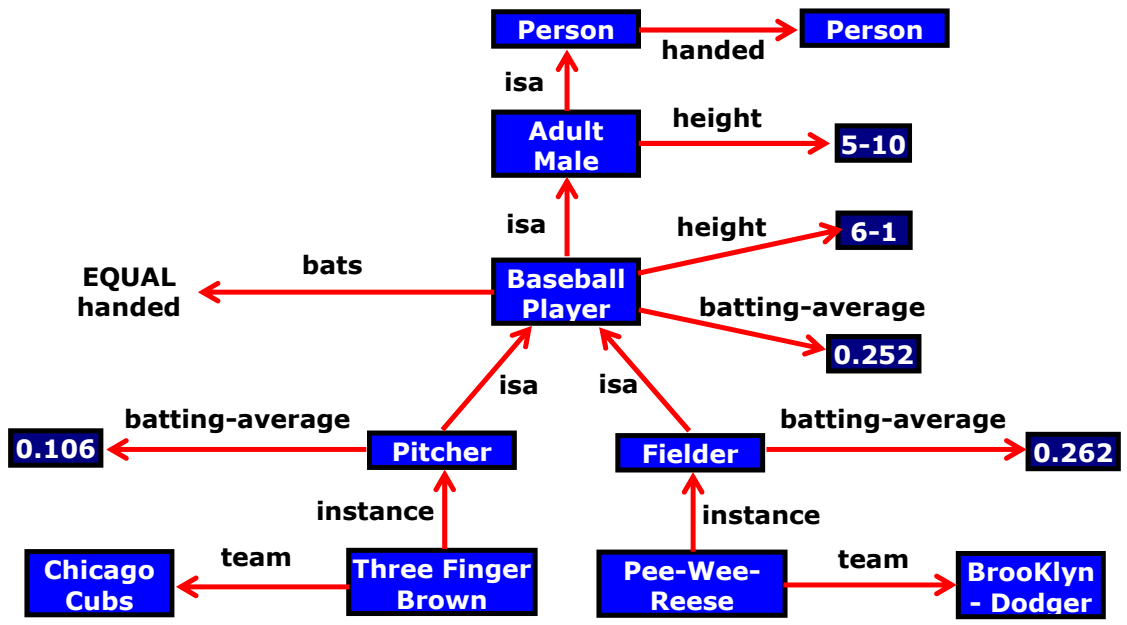 Person
Person
handed
isa
Adult
Male
height
5-10
isa
height
6-1
bats
EQUAL
handed
Baseball
Player
batting-average
0.252
isa
isa
batting-average
batting-average
0.106
Pitcher
Fielder
0.262
instance
instance
team
team
Chicago
Cubs
Three Finger
Brown
Pee-Wee-
Reese
BrooKlyn
- Dodger